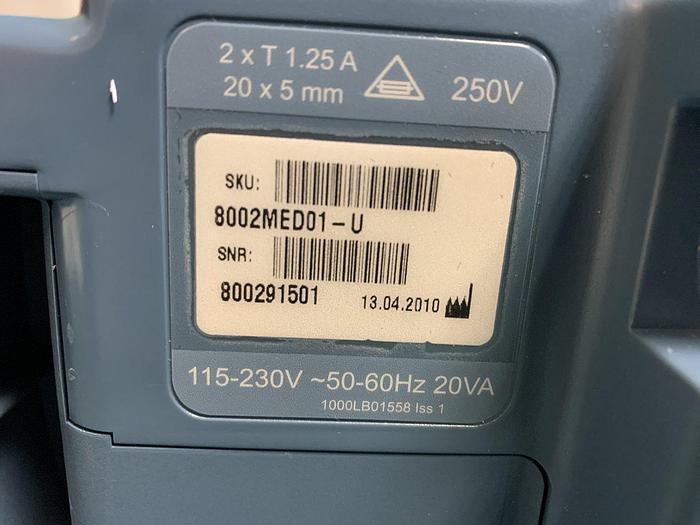 2 x T 1.25 A
20 x 5 mm
250V
SKU:
8002MED01-U
SNR:
800291501
13.04.2010
115-230V ~50-60Hz 20VA
1000LB01558 Iss 1